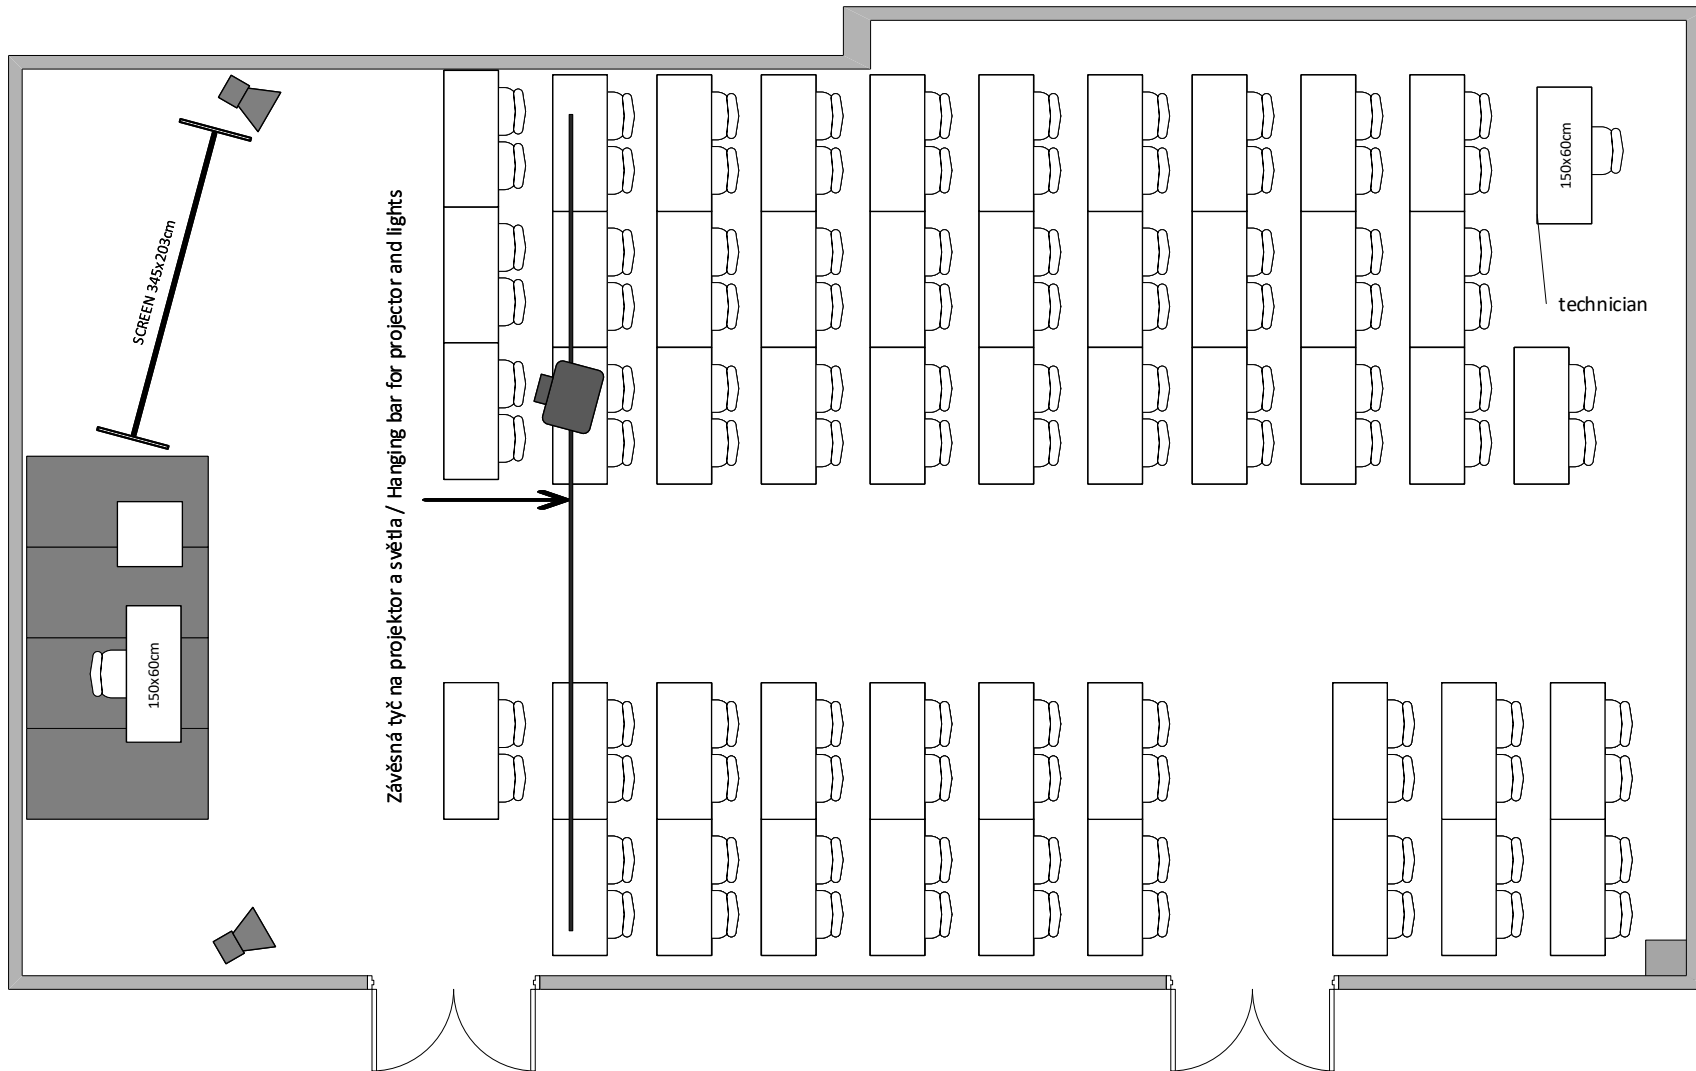 SCREEN 345x203cm
Závěsná tyč na projektor a světla / Hanging bar for projector and lights
150x60cm
technician
150x60cm